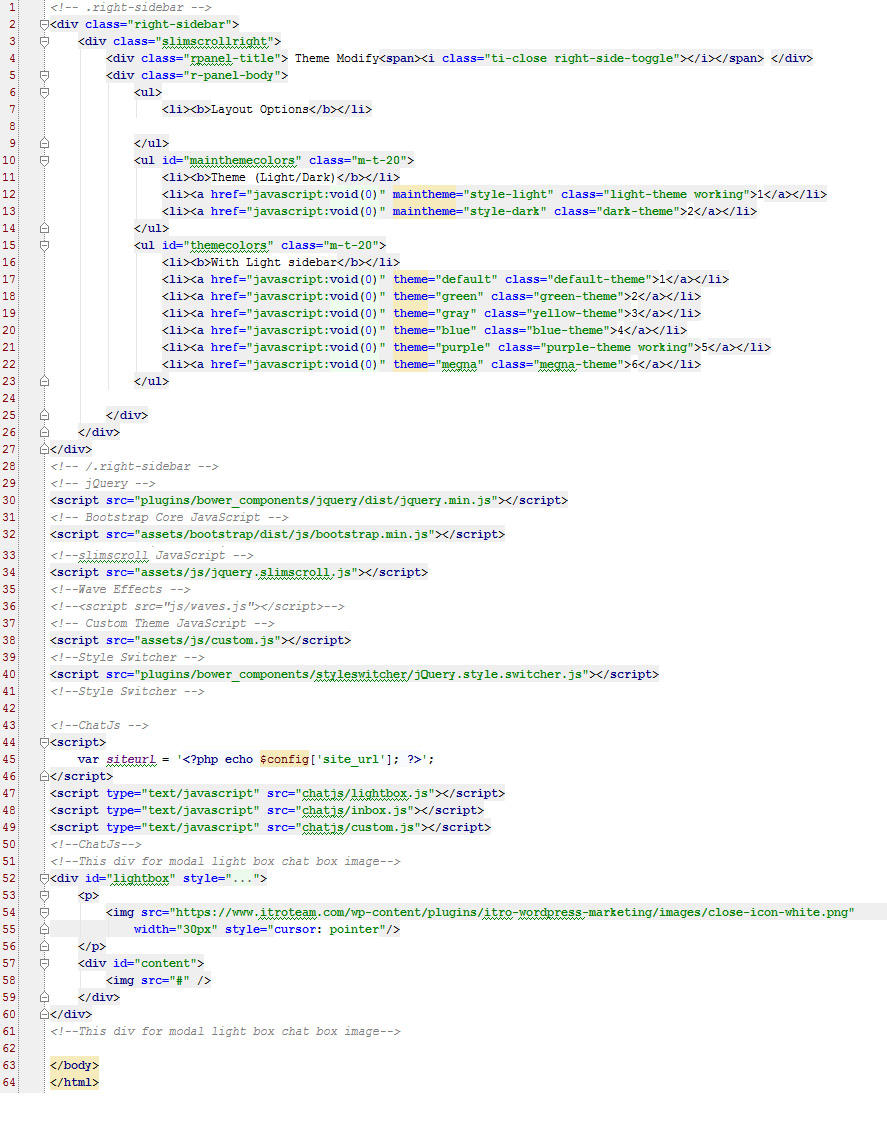 1 <!-- .right-sidebar -->
2 <div class="right-sidebar">
3     <div class="slimscrollright">
4         <div class="rpanel-title"> Theme Modify<span><i class="ti-close right-side-toggle"></i></span> </div>
5         <div class="r-panel-body">
6             <ul>
7                 <li><b>Layout Options</b></li>
8
9             </ul>
10             <ul id="mainthemecolors" class="m-t-20">
11                 <li><b>Theme (Light/Dark)</b></li>
12                 <li><a href="javascript:void(0)" maintheme="style-light" class="light-theme working">1</a></li>
13                 <li><a href="javascript:void(0)" maintheme="style-dark" class="dark-theme">2</a></li>
14             </ul>
15             <ul id="themecolors" class="m-t-20">
16                 <li><b>With Light sidebar</b></li>
17                 <li><a href="javascript:void(0)" theme="default" class="default-theme">1</a></li>
18                 <li><a href="javascript:void(0)" theme="green" class="green-theme">2</a></li>
19                 <li><a href="javascript:void(0)" theme="gray" class="yellow-theme">3</a></li>
20                 <li><a href="javascript:void(0)" theme="blue" class="blue-theme">4</a></li>
21                 <li><a href="javascript:void(0)" theme="purple" class="purple-theme working">5</a></li>
22                 <li><a href="javascript:void(0)" theme="megna" class="megna-theme">6</a></li>
23             </ul>
24
25         </div>
26     </div>
27 </div>
28 <!-- /.right-sidebar -->
29 <!-- jQuery -->
30 <script src="plugins/bower_components/jquery/dist/jquery.min.js"></script>
31 <!-- Bootstrap Core JavaScript -->
32 <script src="assets/bootstrap/dist/js/bootstrap.min.js"></script>
33 <!--slimscroll JavaScript -->
34 <script src="assets/js/jquery.slimscroll.js"></script>
35 <!--Wave Effects -->
36 <!--<script src="js/waves.js"></script>-->
37 <!-- Custom Theme JavaScript -->
38 <script src="assets/js/custom.js"></script>
39 <!--Style Switcher -->
40 <script src="plugins/bower_components/styleswitcher/jQuery.style.switcher.js"></script>
41 <!--Style Switcher -->
42
43 <!--ChatJs -->
44 <script>
45     var siteurl = '<?php echo $config['site_url']; ?>';
46 </script>
47 <script type="text/javascript" src="chatjs/lightbox.js"></script>
48 <script type="text/javascript" src="chatjs/inbox.js"></script>
49 <script type="text/javascript" src="chatjs/custom.js"></script>
50 <!--ChatJs-->
51 <!--This div for modal light box chat box image-->
52 <div id="lightbox" style="...">
53     <p>
54         <img src="https://www.itroteam.com/wp-content/plugins/itro-wordpress-marketing/images/close-icon-white.png"
55             width="30px" style="cursor: pointer"/>
56     </p>
57     <div id="content">
58         <img src="#" />
59     </div>
60 </div>
61 <!--This div for modal light box chat box image-->
62
63 </body>
64 </html>